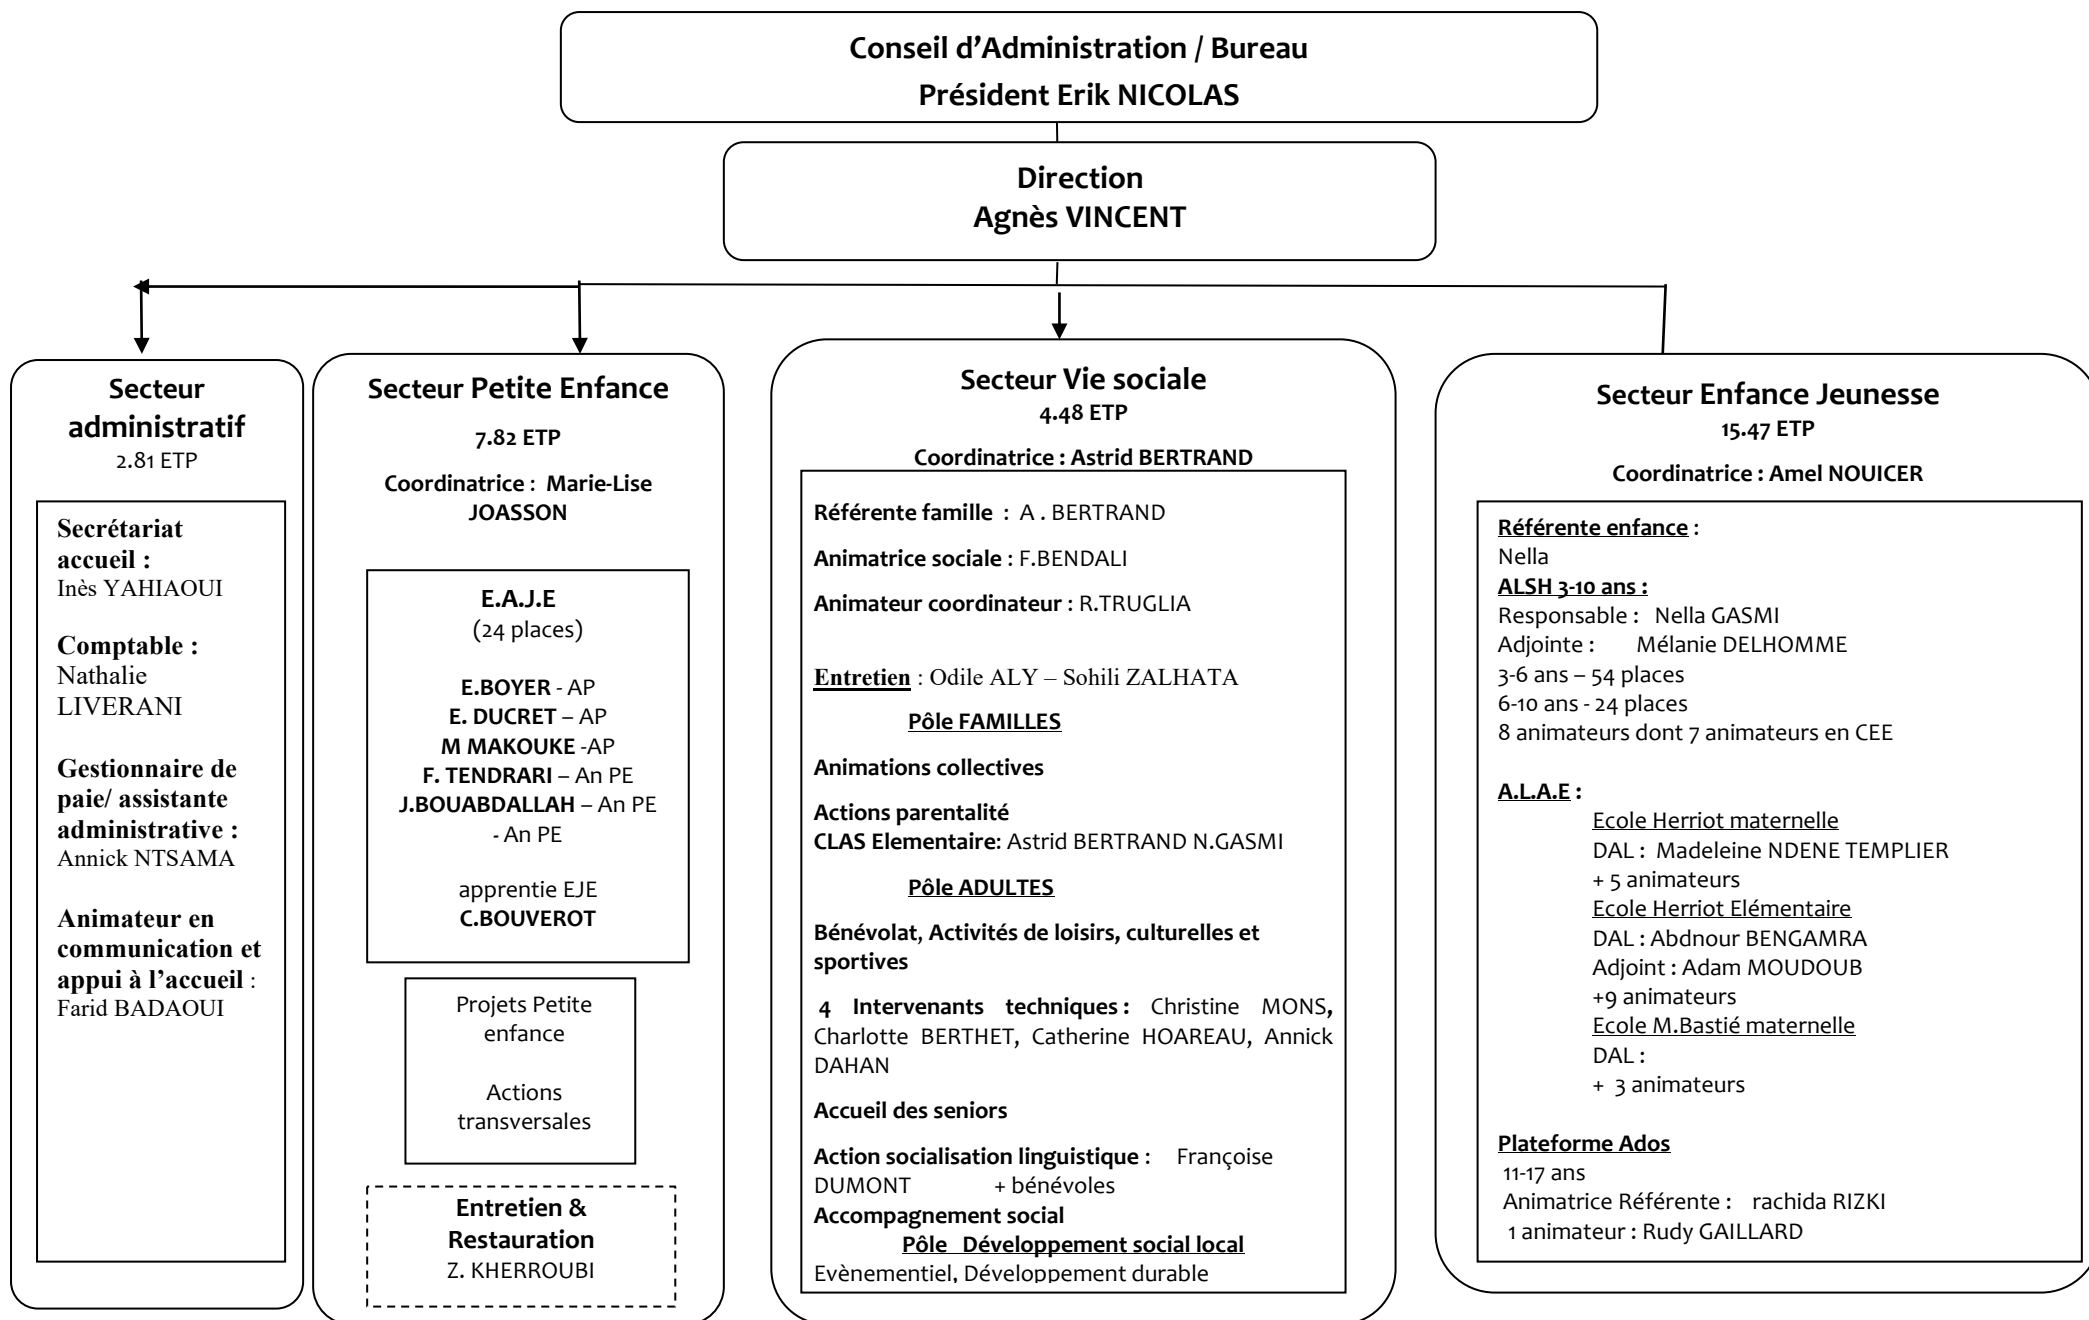 Conseil d’Administration / Bureau
Président Erik NICOLAS
Direction
Agnès VINCENT
Secteur
administratif
2.81 ETP
Secrétariat
accueil :
Inès YAHIAOUI
Comptable :
Nathalie
LIVERANI
Gestionnaire de
paie/ assistante
administrative :
Annick NTSAMA
Animateur en
communication et
appui à l’accueil :
Farid BADAOUI
Secteur Petite Enfance
7.82 ETP
Coordinatrice : Marie-Lise
JOASSON
E.A.J.E
(24 places)
E.BOYER - AP
E. DUCRET – AP
M MAKOUKE -AP
F. TENDRARI – An PE
J.BOUABDALLAH – An PE
- An PE
apprentie EJE
C.BOUVEROT
Projets Petite
enfance
Actions
transversales
Entretien &
Restauration
Z. KHERROUBI
Secteur Vie sociale
4.48 ETP
Coordinatrice : Astrid BERTRAND
Référente famille : A . BERTRAND
Animatrice sociale : F.BENDALI
Animateur coordinateur : R.TRUGLIA
Entretien : Odile ALY – Sohili ZALHATA
Pôle FAMILLES
Animations collectives
Actions parentalité
CLAS Elementaire: Astrid BERTRAND N.GASMI
Pôle ADULTES
Bénévolat, Activités de loisirs, culturelles et
sportives
4 Intervenants techniques : Christine MONS,
Charlotte BERTHET, Catherine HOAREAU, Annick
DAHAN
Accueil des seniors
Action socialisation linguistique : Françoise
DUMONT + bénévoles
Accompagnement social
Pôle Développement social local
Evènementiel, Développement durable
Secteur Enfance Jeunesse
15.47 ETP
Coordinatrice : Amel NOUICER
Référente enfance :
Nella
ALSH 3-10 ans :
Responsable : Nella GASMI
Adjointe : Mélanie DELHOMME
3-6 ans – 54 places
6-10 ans - 24 places
8 animateurs dont 7 animateurs en CEE
A.L.A.E :
Ecole Herriot maternelle
DAL : Madeleine NDENE TEMPLIER
+ 5 animateurs
Ecole Herriot Elémentaire
DAL : Abdnour BENGAMRA
Adjoint : Adam MOUDOUB
+9 animateurs
Ecole M.Bastié maternelle
DAL :
+ 3 animateurs
Plateforme Ados
11-17 ans
Animatrice Référente : rachida RIZKI
1 animateur : Rudy GAILLARD